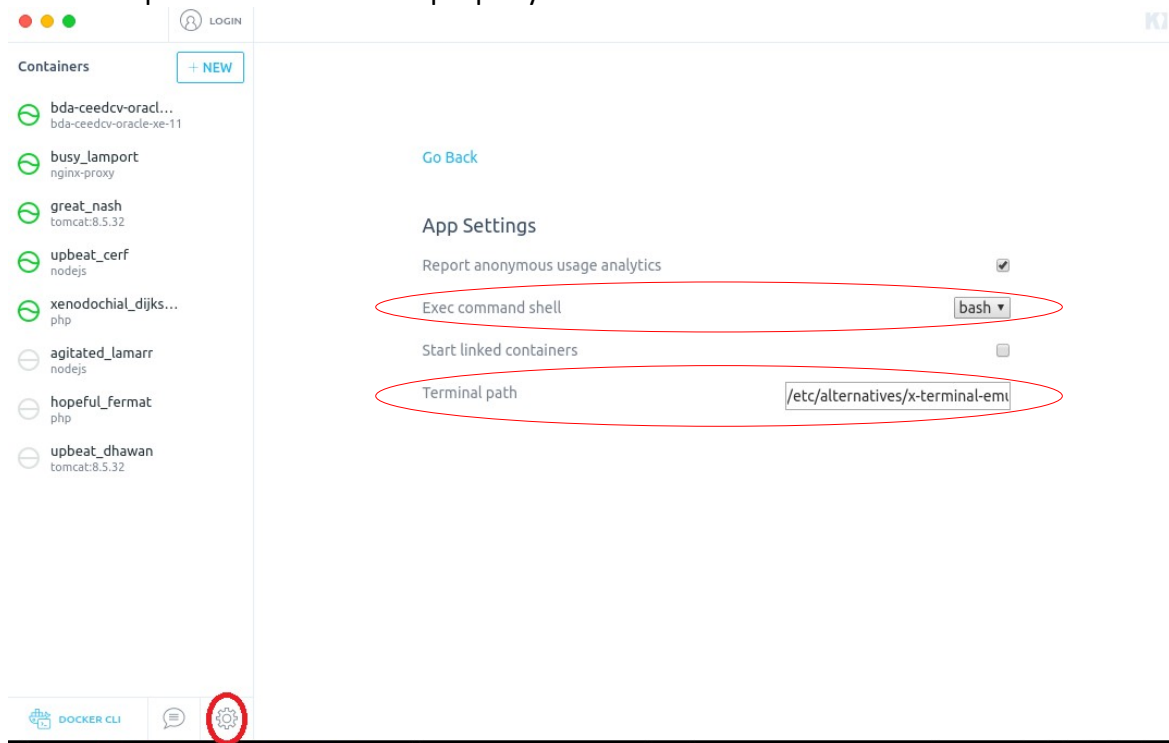 LOGIN
Containers
+ NEW
bda-ceedcv-oracl...
bda-ceedcv-oracle-xe-11
busy_lamport
nginx-proxy
great_nash
tomcat:8.5.32
upbeat_cerf
nodejs
xenodochial_dijks...
php
agitated_lamarr
nodejs
hopeful_fermat
php
upbeat_dhawan
tomcat:8.5.32
DOCKER CLI
Go Back
App Settings
Report anonymous usage analytics
Exec command shell bash
Start linked containers
Terminal path /etc/alternatives/x-terminal-emu